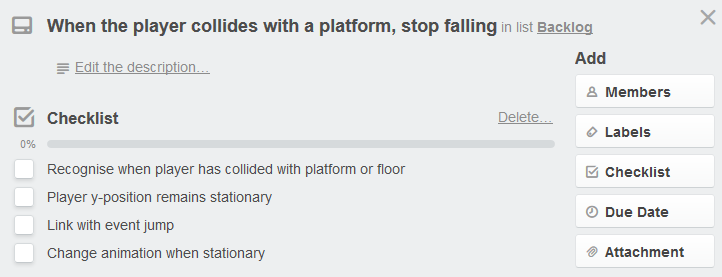 When the player collides with a platform, stop falling in list Backlog
Edit the description…
Add
Members
Checklist Delete…
Labels
0%
Recognise when player has collided with platform or floor
Checklist
Player y-position remains stationary
Due Date
Link with event jump
Change animation when stationary
Attachment